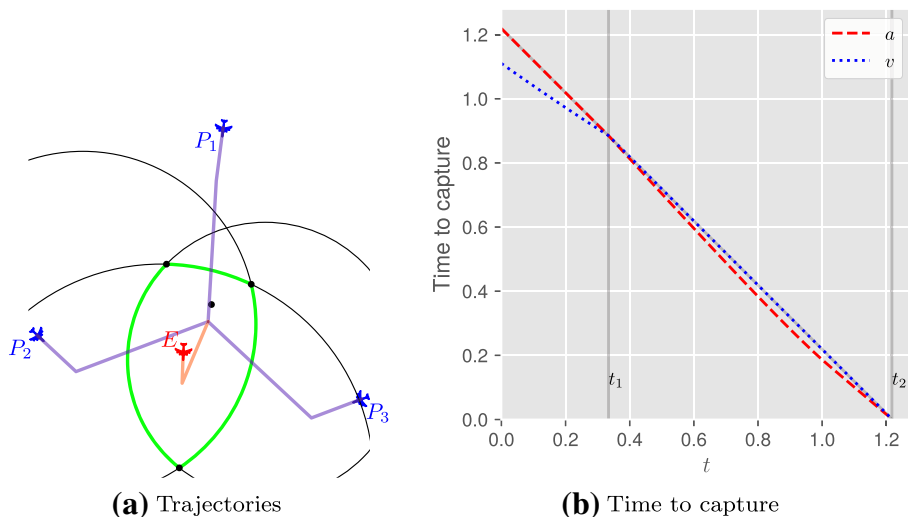 P1
P2
E
P3
(a) Trajectories
Time to capture
1.2
1.0
0.8
0.6
0.4
0.2
0.0
0.0 0.2 0.4 0.6 0.8 1.0 1.2
t
a
v
t1
t2
(b) Time to capture